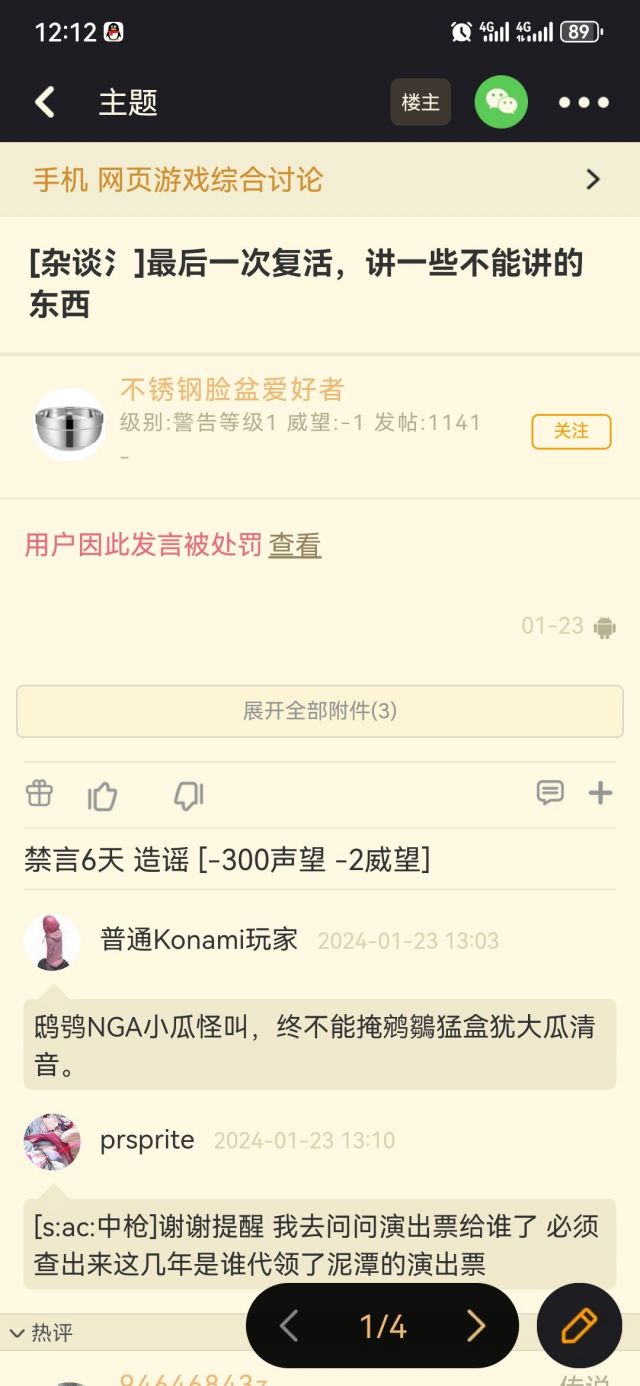 12:12
4G 4G 89
主题
楼主
手机 网页游戏综合讨论
[杂谈氵]最后一次复活，讲一些不能讲的
东西
不锈钢脸盆爱好者
级别:警告等级1 威望:-1 发帖:1141
-
关注
用户因此发言被处罚 查看
01-23
展开全部附件(3)
禁言6天 造谣 [-300声望 -2威望]
普通Konami玩家 2024-01-23 13:03
鸱鸮NGA小瓜怪叫，终不能掩鹓鶵猛盒犹大瓜清
音。
prsprite 2024-01-23 13:10
[s:ac:中枪]谢谢提醒 我去问问演出票给谁了 必须
查出来这几年是谁代领了泥潭的演出票
热评
1/4